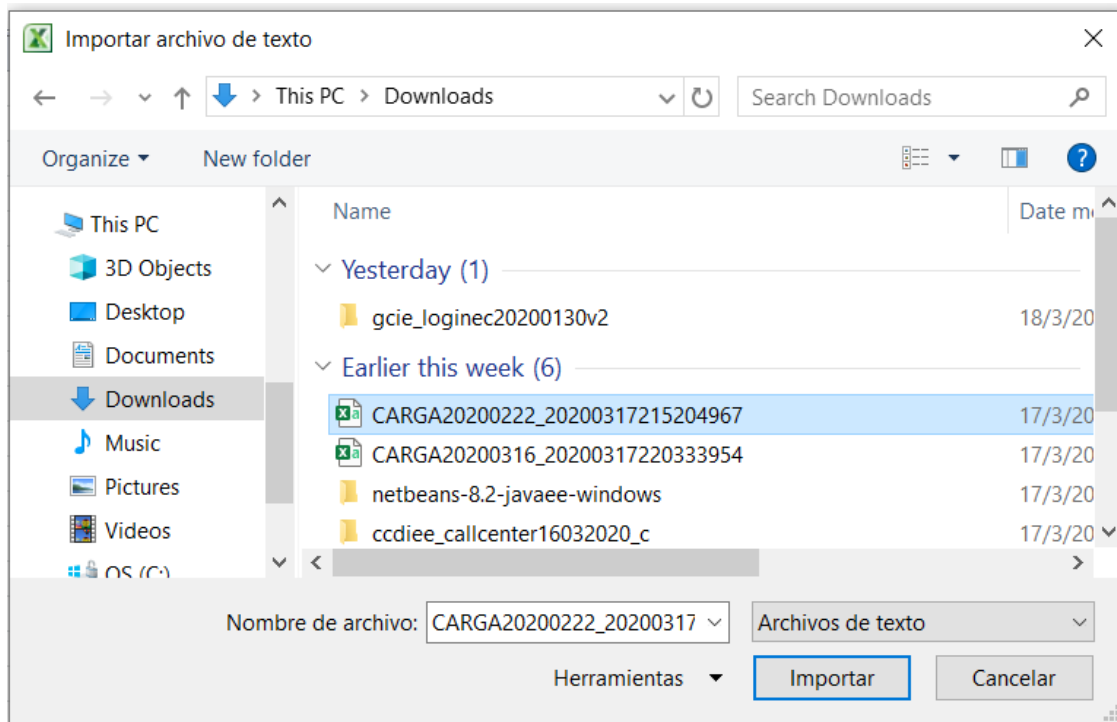 Importar archivo de texto
This PC > Downloads
Search Downloads
Organize
New folder
?
This PC
3D Objects
Desktop
Documents
Downloads
Music
Pictures
Videos
OS (C:)
Name
Date m
Yesterday (1)
gcie_loginec20200130v2
18/3/20
Earlier this week (6)
CARGA20200222_20200317215204967
17/3/20
CARGA20200316_20200317220333954
17/3/20
netbeans-8.2-javaee-windows
17/3/20
ccdiee_callcenter16032020_c
17/3/20
Nombre de archivo:
CARGA20200222_20200317
Archivos de texto
Herramientas
Importar
Cancelar